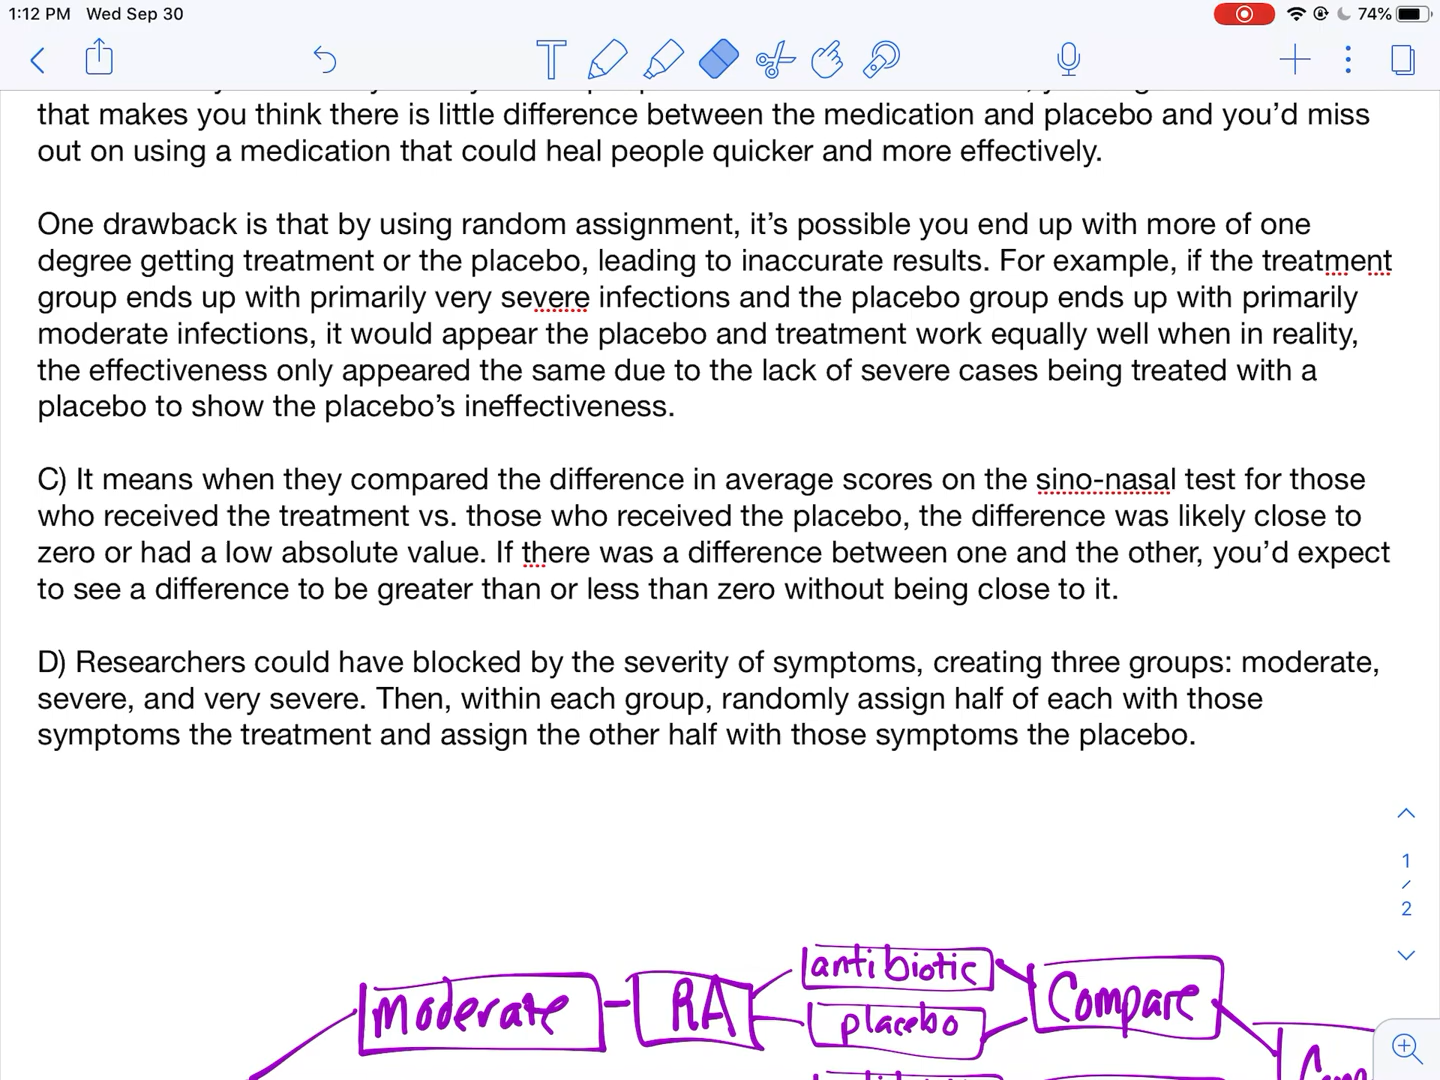 1:12 PM Wed Sep 30
74%
that makes you think there is little difference between the medication and placebo and you'd miss
out on using a medication that could heal people quicker and more effectively.
One drawback is that by using random assignment, it's possible you end up with more of one
degree getting treatment or the placebo, leading to inaccurate results. For example, if the treatment
group ends up with primarily very severe infections and the placebo group ends up with primarily
moderate infections, it would appear the placebo and treatment work equally well when in reality,
the effectiveness only appeared the same due to the lack of severe cases being treated with a
placebo to show the placebo's ineffectiveness.
C) It means when they compared the difference in average scores on the sino-nasal test for those
who received the treatment vs. those who received the placebo, the difference was likely close to
zero or had a low absolute value. If there was a difference between one and the other, you'd expect
to see a difference to be greater than or less than zero without being close to it.
D) Researchers could have blocked by the severity of symptoms, creating three groups: moderate,
severe, and very severe. Then, within each group, randomly assign half of each with those
symptoms the treatment and assign the other half with those symptoms the placebo.
1
/
2
moderate RA antibiotic Compare
placebo